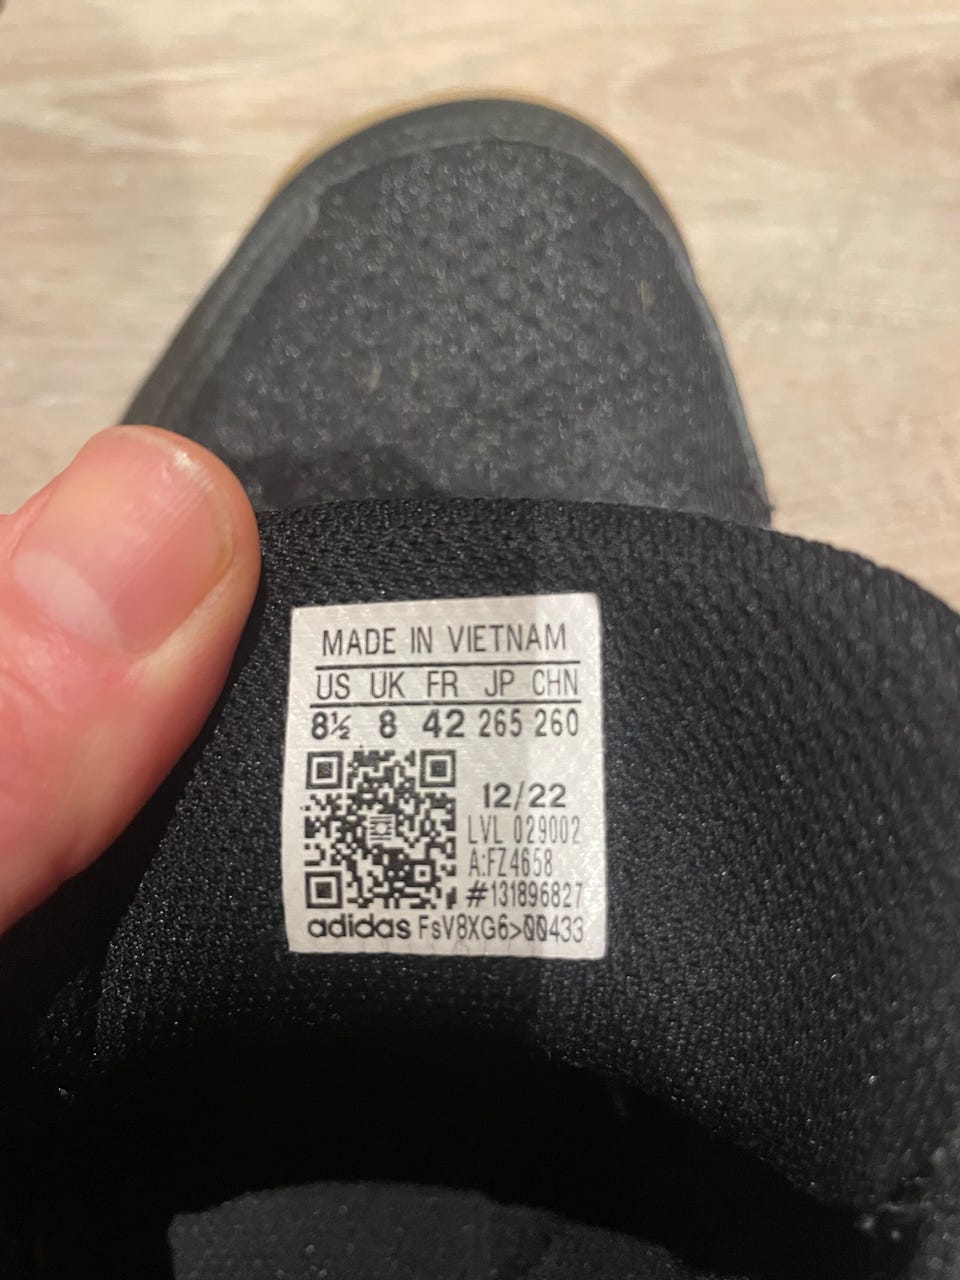 MADE IN VIETNAM
US UK FR JP CHN
8½ 8 42 265 260
12/22
LVL 029002
A:FZ4658
#131896827
adidas FsV8XG6>00433